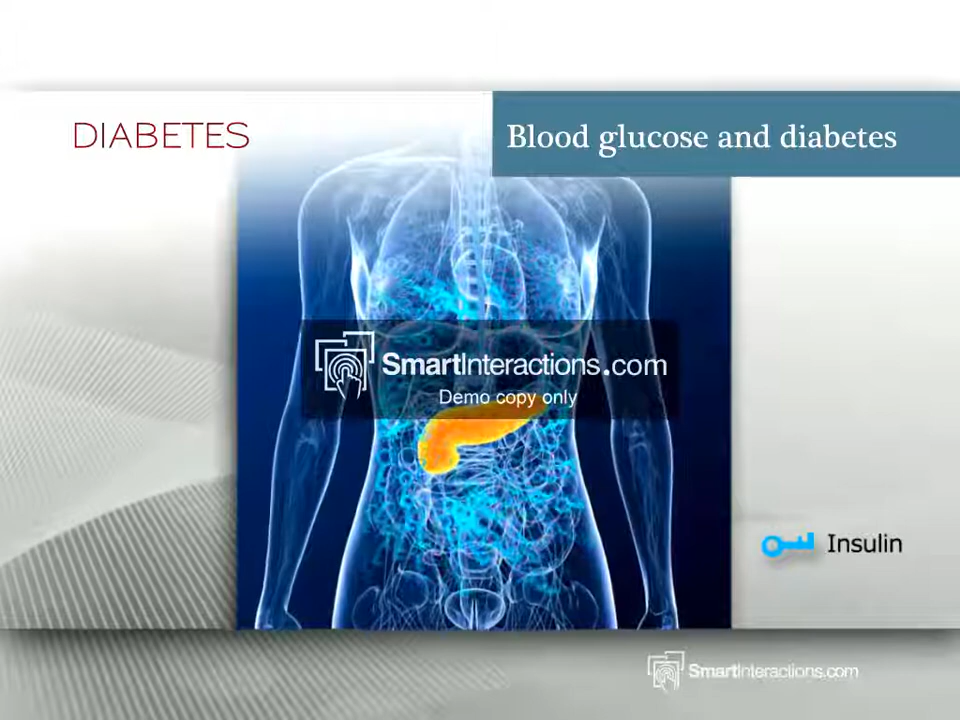 DIABETES
Blood glucose and diabetes
SmartInteractions.com
Demo copy only
Insulin
SmartInteractions.com